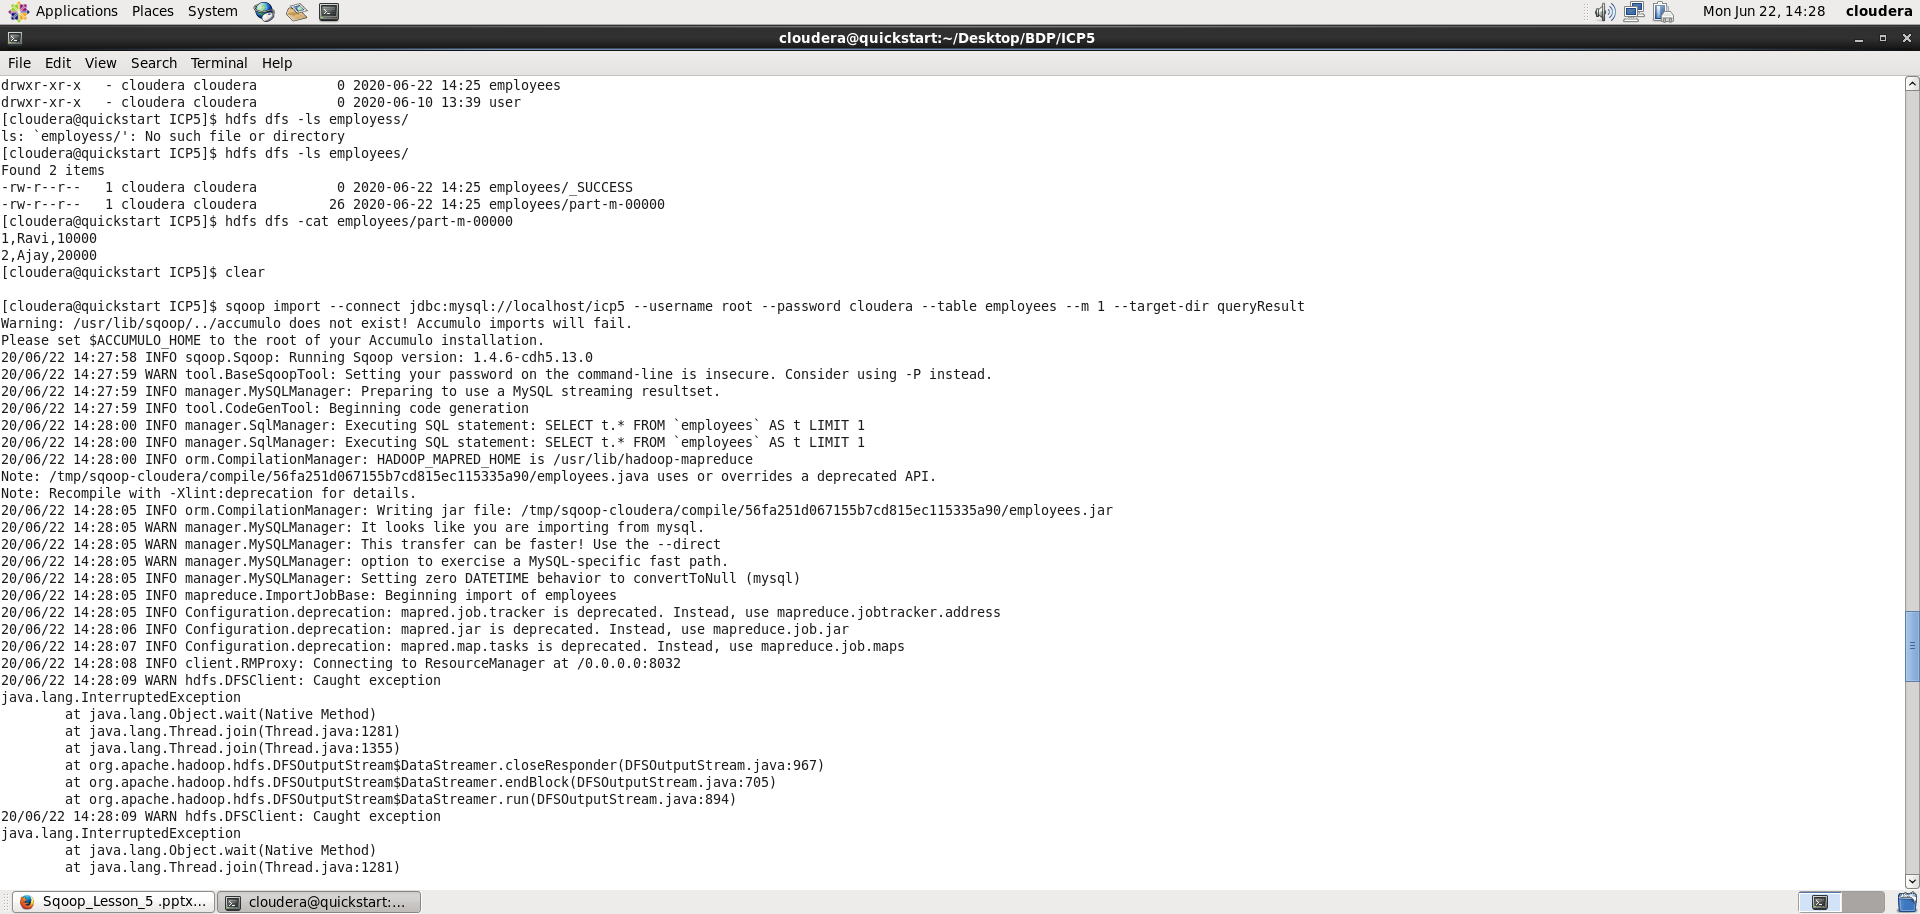 Applications Places System Mon Jun 22, 14:28 cloudera
cloudera@quickstart:~/Desktop/BDP/ICP5
File Edit View Search Terminal Help
drwxr-xr-x   - cloudera cloudera          0 2020-06-22 14:25 employees
drwxr-xr-x   - cloudera cloudera          0 2020-06-10 13:39 user
[cloudera@quickstart ICP5]$ hdfs dfs -ls employess/
ls: `employess/': No such file or directory
[cloudera@quickstart ICP5]$ hdfs dfs -ls employees/
Found 2 items
-rw-r--r--   1 cloudera cloudera          0 2020-06-22 14:25 employees/_SUCCESS
-rw-r--r--   1 cloudera cloudera         26 2020-06-22 14:25 employees/part-m-00000
[cloudera@quickstart ICP5]$ hdfs dfs -cat employees/part-m-00000
1,Ravi,10000
2,Ajay,20000
[cloudera@quickstart ICP5]$ clear
[cloudera@quickstart ICP5]$ sqoop import --connect jdbc:mysql://localhost/icp5 --username root --password cloudera --table employees --m 1 --target-dir queryResult
Warning: /usr/lib/sqoop/../accumulo does not exist! Accumulo imports will fail.
Please set $ACCUMULO_HOME to the root of your Accumulo installation.
20/06/22 14:27:58 INFO sqoop.Sqoop: Running Sqoop version: 1.4.6-cdh5.13.0
20/06/22 14:27:59 WARN tool.BaseSqoopTool: Setting your password on the command-line is insecure. Consider using -P instead.
20/06/22 14:27:59 INFO manager.MySQLManager: Preparing to use a MySQL streaming resultset.
20/06/22 14:27:59 INFO tool.CodeGenTool: Beginning code generation
20/06/22 14:28:00 INFO manager.SqlManager: Executing SQL statement: SELECT t.* FROM `employees` AS t LIMIT 1
20/06/22 14:28:00 INFO manager.SqlManager: Executing SQL statement: SELECT t.* FROM `employees` AS t LIMIT 1
20/06/22 14:28:00 INFO orm.CompilationManager: HADOOP_MAPRED_HOME is /usr/lib/hadoop-mapreduce
Note: /tmp/sqoop-cloudera/compile/56fa251d067155b7cd815ec115335a90/employees.java uses or overrides a deprecated API.
Note: Recompile with -Xlint:deprecation for details.
20/06/22 14:28:05 INFO orm.CompilationManager: Writing jar file: /tmp/sqoop-cloudera/compile/56fa251d067155b7cd815ec115335a90/employees.jar
20/06/22 14:28:05 WARN manager.MySQLManager: It looks like you are importing from mysql.
20/06/22 14:28:05 WARN manager.MySQLManager: This transfer can be faster! Use the --direct
20/06/22 14:28:05 WARN manager.MySQLManager: option to exercise a MySQL-specific fast path.
20/06/22 14:28:05 INFO manager.MySQLManager: Setting zero DATETIME behavior to convertToNull (mysql)
20/06/22 14:28:05 INFO mapreduce.ImportJobBase: Beginning import of employees
20/06/22 14:28:05 INFO Configuration.deprecation: mapred.job.tracker is deprecated. Instead, use mapreduce.jobtracker.address
20/06/22 14:28:06 INFO Configuration.deprecation: mapred.jar is deprecated. Instead, use mapreduce.job.jar
20/06/22 14:28:07 INFO Configuration.deprecation: mapred.map.tasks is deprecated. Instead, use mapreduce.job.maps
20/06/22 14:28:08 INFO client.RMProxy: Connecting to ResourceManager at /0.0.0.0:8032
20/06/22 14:28:09 WARN hdfs.DFSClient: Caught exception
java.lang.InterruptedException
        at java.lang.Object.wait(Native Method)
        at java.lang.Thread.join(Thread.java:1281)
        at java.lang.Thread.join(Thread.java:1355)
        at org.apache.hadoop.hdfs.DFSOutputStream$DataStreamer.closeResponder(DFSOutputStream.java:967)
        at org.apache.hadoop.hdfs.DFSOutputStream$DataStreamer.endBlock(DFSOutputStream.java:705)
        at org.apache.hadoop.hdfs.DFSOutputStream$DataStreamer.run(DFSOutputStream.java:894)
20/06/22 14:28:09 WARN hdfs.DFSClient: Caught exception
java.lang.InterruptedException
        at java.lang.Object.wait(Native Method)
        at java.lang.Thread.join(Thread.java:1281)
Sqoop_Lesson_5 .pptx... cloudera@quickstart:...